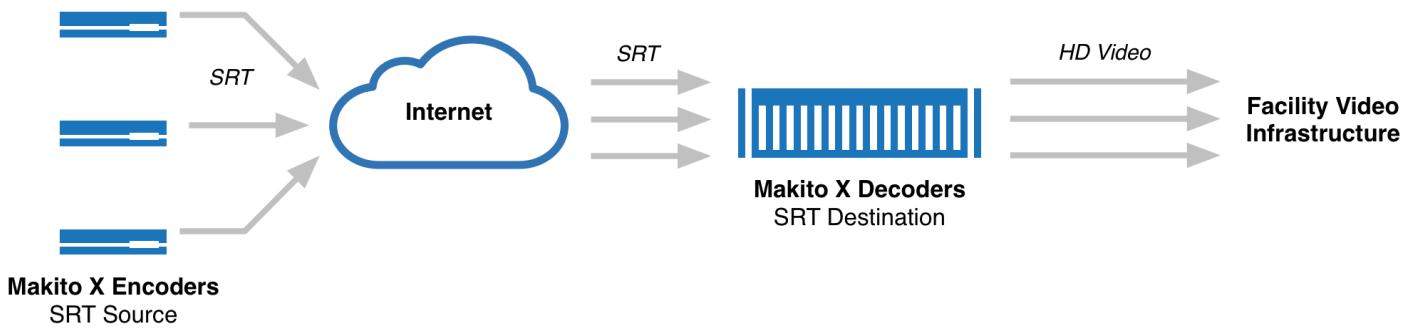 SRT
Internet
SRT
HD Video
Facility Video
Infrastructure
Makito X Decoders
SRT Destination
Makito X Encoders
SRT Source